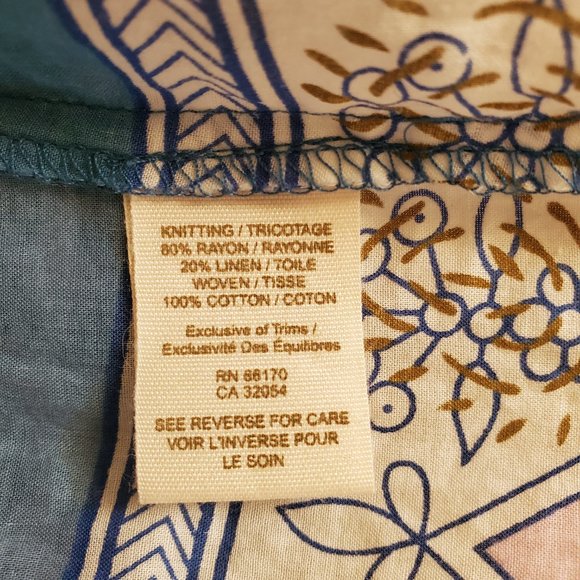 KNITTING / TRICOTAGE
80% RAYON / RAYONNE
20% LINEN / TOILE
WOVEN / TISSE
100% COTTON / COTON
Exclusive of Trims /
Exclusivité Des Équilibres
RN 66170
CA 32054
SEE REVERSE FOR CARE
VOIR L'INVERSE POUR
LE SOIN